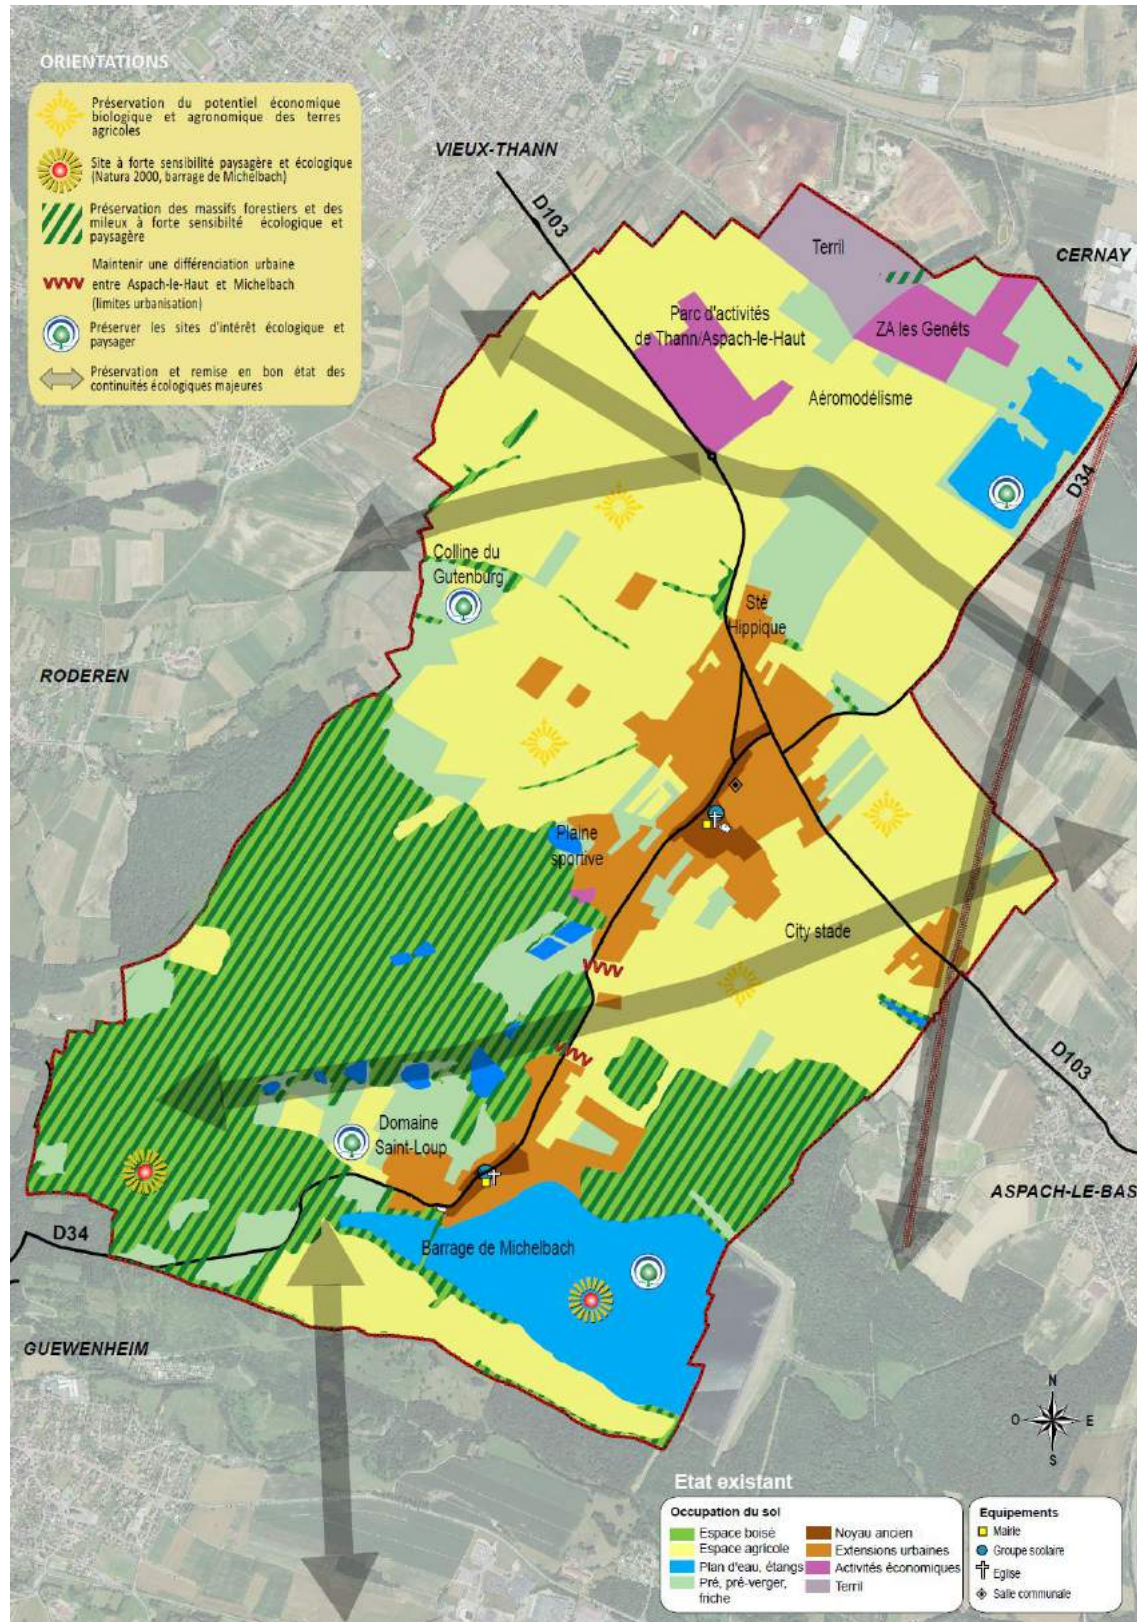 ORIENTATIONS
Préservation du potentiel économique
biologique et agronomique des terres
agricoles
Site à forte sensibilité paysagère et écologique
(Natura 2000, barrage de Michelbach)
Préservation des massifs forestiers et des
mileux à forte sensibilté écologique et
paysagère
Maintenir une différenciation urbaine
entre Aspach-le-Haut et Michelbach
(limites urbanisation)
Préserver les sites d'intérêt écologique et
paysager
Préservation et remise en bon état des
continuités écologiques majeures
VIEUX-THANN
D103
Terril
CERNAY
Parc d'activités
de Thann/Aspach-le-Haut
ZA les Genêts
Aéromodélisme
D34
Colline du
Gutenburg
Sté
Hippique
RODEREN
Plaine
sportive
City stade
D103
Domaine
Saint-Loup
ASPACH-LE-BAS
D34
Barrage de Michelbach
GUEWENHEIM
N
O
E
S
Etat existant
Occupation du sol
Espace boisé
Espace agricole
Plan d'eau, étangs
Pré, pré-verger,
friche
Noyau ancien
Extensions urbaines
Activités économiques
Terril
Equipements
Mairie
Groupe scolaire
Eglise
Salle communale